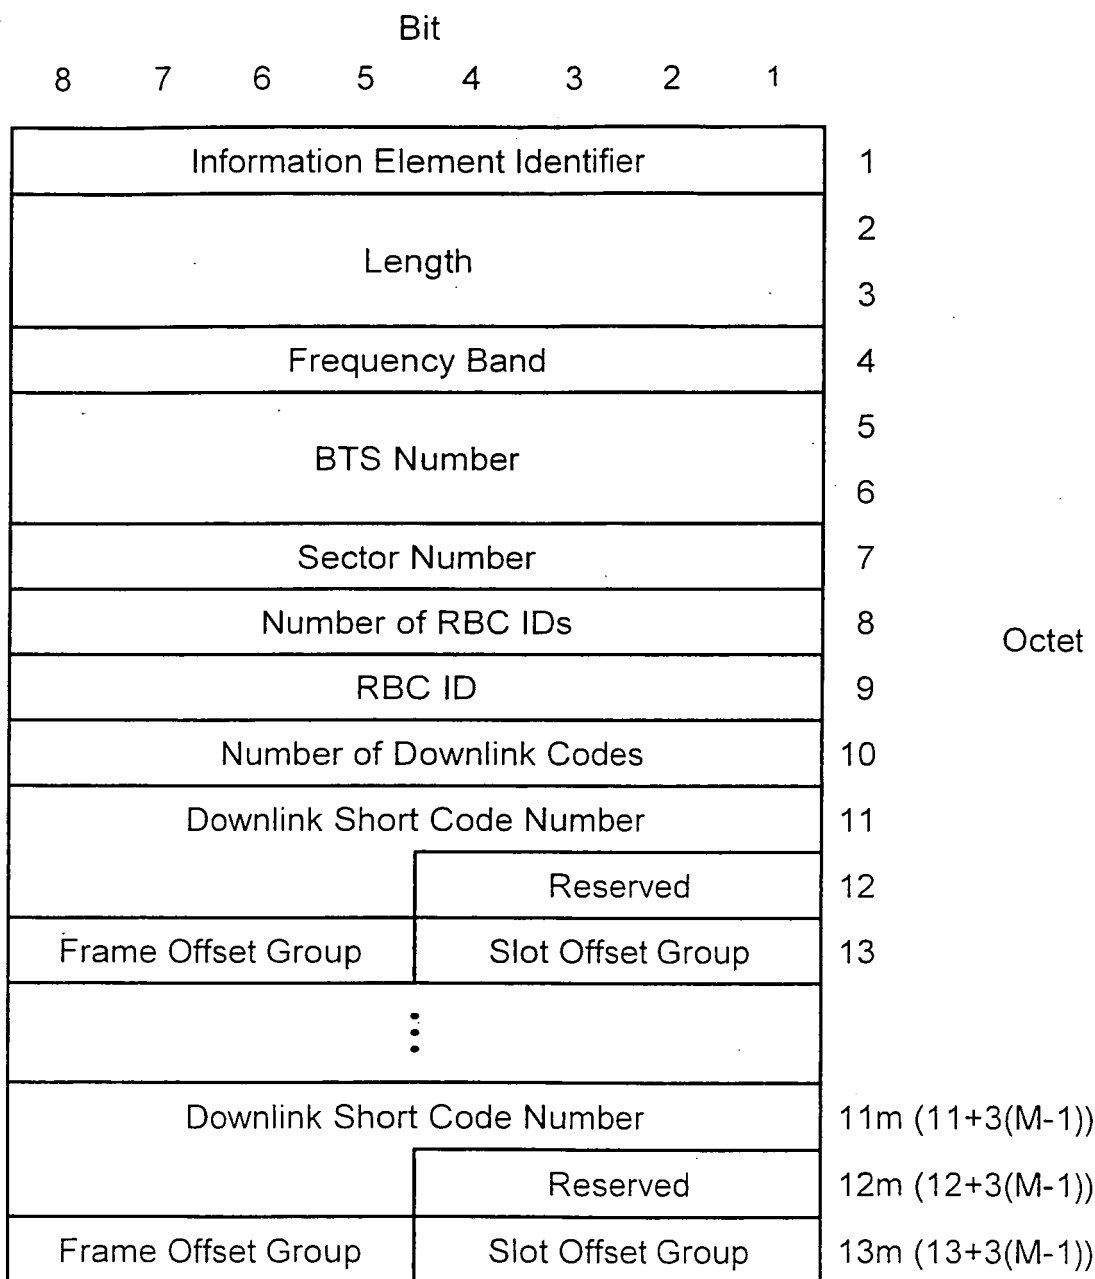 Bit
8 7 6 5 4 3 2 1
Information Element Identifier 1
2
Length
3
Frequency Band 4
5
BTS Number
6
Sector Number 7
Number of RBC IDs 8
Octet
RBC ID 9
Number of Downlink Codes 10
Downlink Short Code Number 11
Reserved 12
Frame Offset Group Slot Offset Group 13
⋮
Downlink Short Code Number 11m (11+3(M-1))
Reserved 12m (12+3(M-1))
Frame Offset Group Slot Offset Group 13m (13+3(M-1))